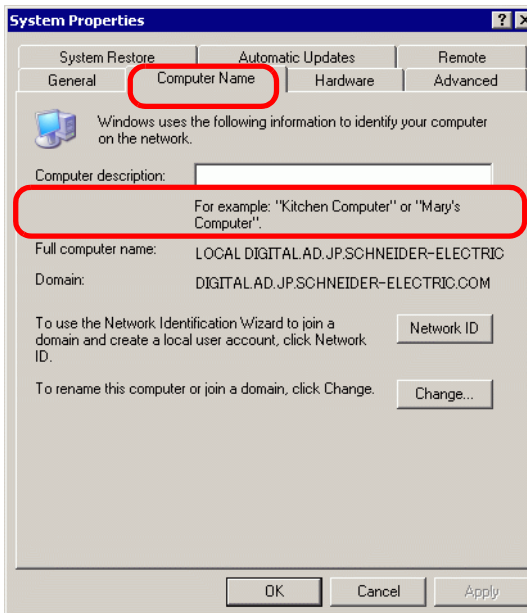 System Properties
System Restore Automatic Updates Remote
General Computer Name Hardware Advanced
Windows uses the following information to identify your computer
on the network.
Computer description:
For example: "Kitchen Computer" or "Mary's
Computer".
Full computer name: LOCAL DIGITAL.AD.JP.SCHNEIDER-ELECTRIC
Domain: DIGITAL.AD.JP.SCHNEIDER-ELECTRIC.COM
To use the Network Identification Wizard to join a
domain and create a local user account, click Network
ID.
Network ID
To rename this computer or join a domain, click Change.
Change...
OK Cancel Apply